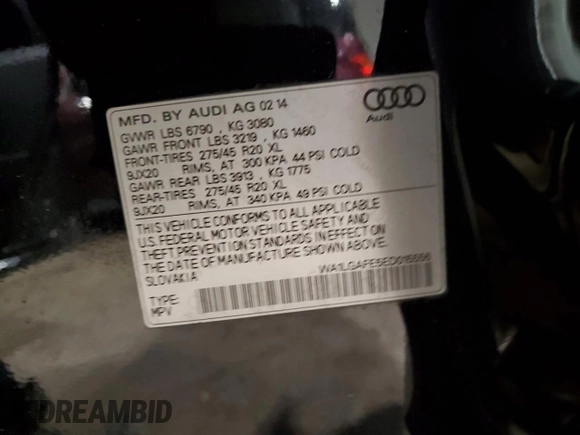 MFD. BY AUDI AG 02 14
GVWR LBS 6790 , KG 3080
GAWR FRONT LBS 3219 , KG 1460
FRONT-TIRES 275/45 R20 XL
9JX20 RIMS, AT 300 KPA 44 PSI COLD
GAWR REAR LBS 3913 , KG 1775
REAR-TIRES 275/45 R20 XL
9JX20 RIMS, AT 340 KPA 49 PSI COLD
Audi
THIS VEHICLE CONFORMS TO ALL APPLICABLE
U.S. FEDERAL MOTOR VEHICLE SAFETY AND
THEFT PREVENTION STANDARDS IN EFFECT ON
THE DATE OF MANUFACTURE SHOWN ABOVE.
SLOVAKIA
TYPE:
MPV
DREAMBID